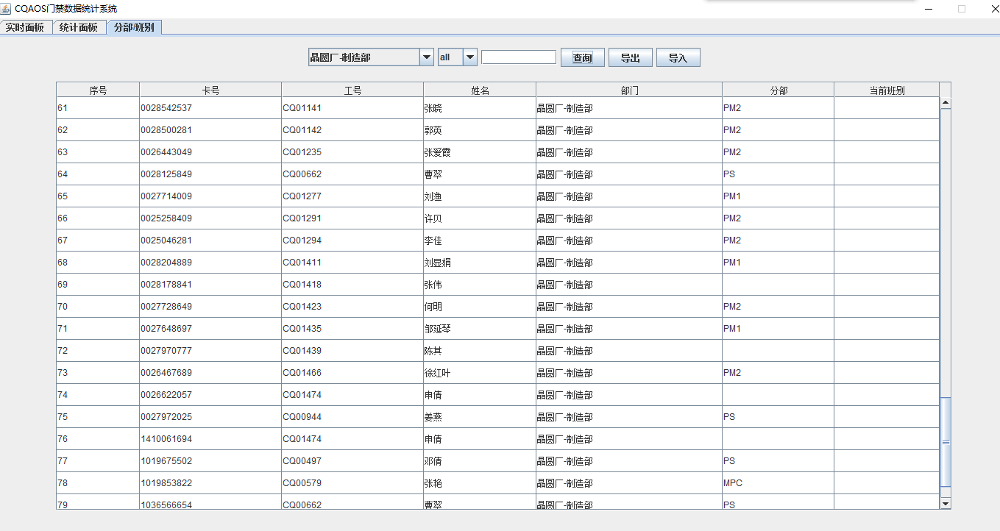 CQAOS门禁数据统计系统
实时面板 统计面板 分部/班别
晶圆厂-制造部 all 查询 导出 导入
序号 卡号 工号 姓名 部门 分部 当前班别
61 0028542537 CQ01141 张晓 晶圆厂-制造部 PM2
62 0028500281 CQ01142 郭英 晶圆厂-制造部 PM2
63 0026443049 CQ01235 张爱霞 晶圆厂-制造部 PM2
64 0028125849 CQ00662 曹翠 晶圆厂-制造部 PS
65 0027714009 CQ01277 刘渔 晶圆厂-制造部 PM1
66 0025258409 CQ01291 许贝 晶圆厂-制造部 PM2
67 0025046281 CQ01294 李佳 晶圆厂-制造部 PM2
68 0028204889 CQ01411 刘显娟 晶圆厂-制造部 PM1
69 0028178841 CQ01418 张伟 晶圆厂-制造部
70 0027728649 CQ01423 何明 晶圆厂-制造部 PM2
71 0027648697 CQ01435 邹延琴 晶圆厂-制造部 PM1
72 0027970777 CQ01439 陈其 晶圆厂-制造部
73 0026467689 CQ01466 徐红叶 晶圆厂-制造部 PM2
74 0026622057 CQ01474 申倩 晶圆厂-制造部
75 0027972025 CQ00944 姜燕 晶圆厂-制造部 PS
76 1410061694 CQ01474 申倩 晶圆厂-制造部
77 1019675502 CQ00497 邓倩 晶圆厂-制造部 PS
78 1019853822 CQ00579 张艳 晶圆厂-制造部 MPC
79 1036566654 CQ00662 曹翠 晶圆厂-制造部 PS